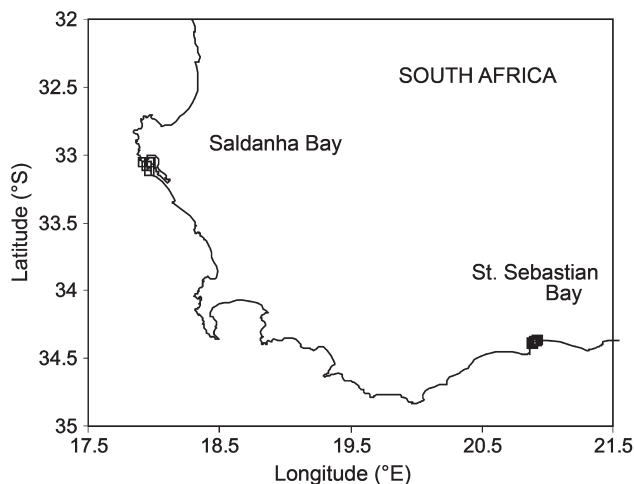 32
32.5
33
33.5
34
34.5
35
Latitude (°S)
SOUTH AFRICA
Saldanha Bay
St. Sebastian
Bay
17.5 18.5 19.5 20.5 21.5
Longitude (°E)